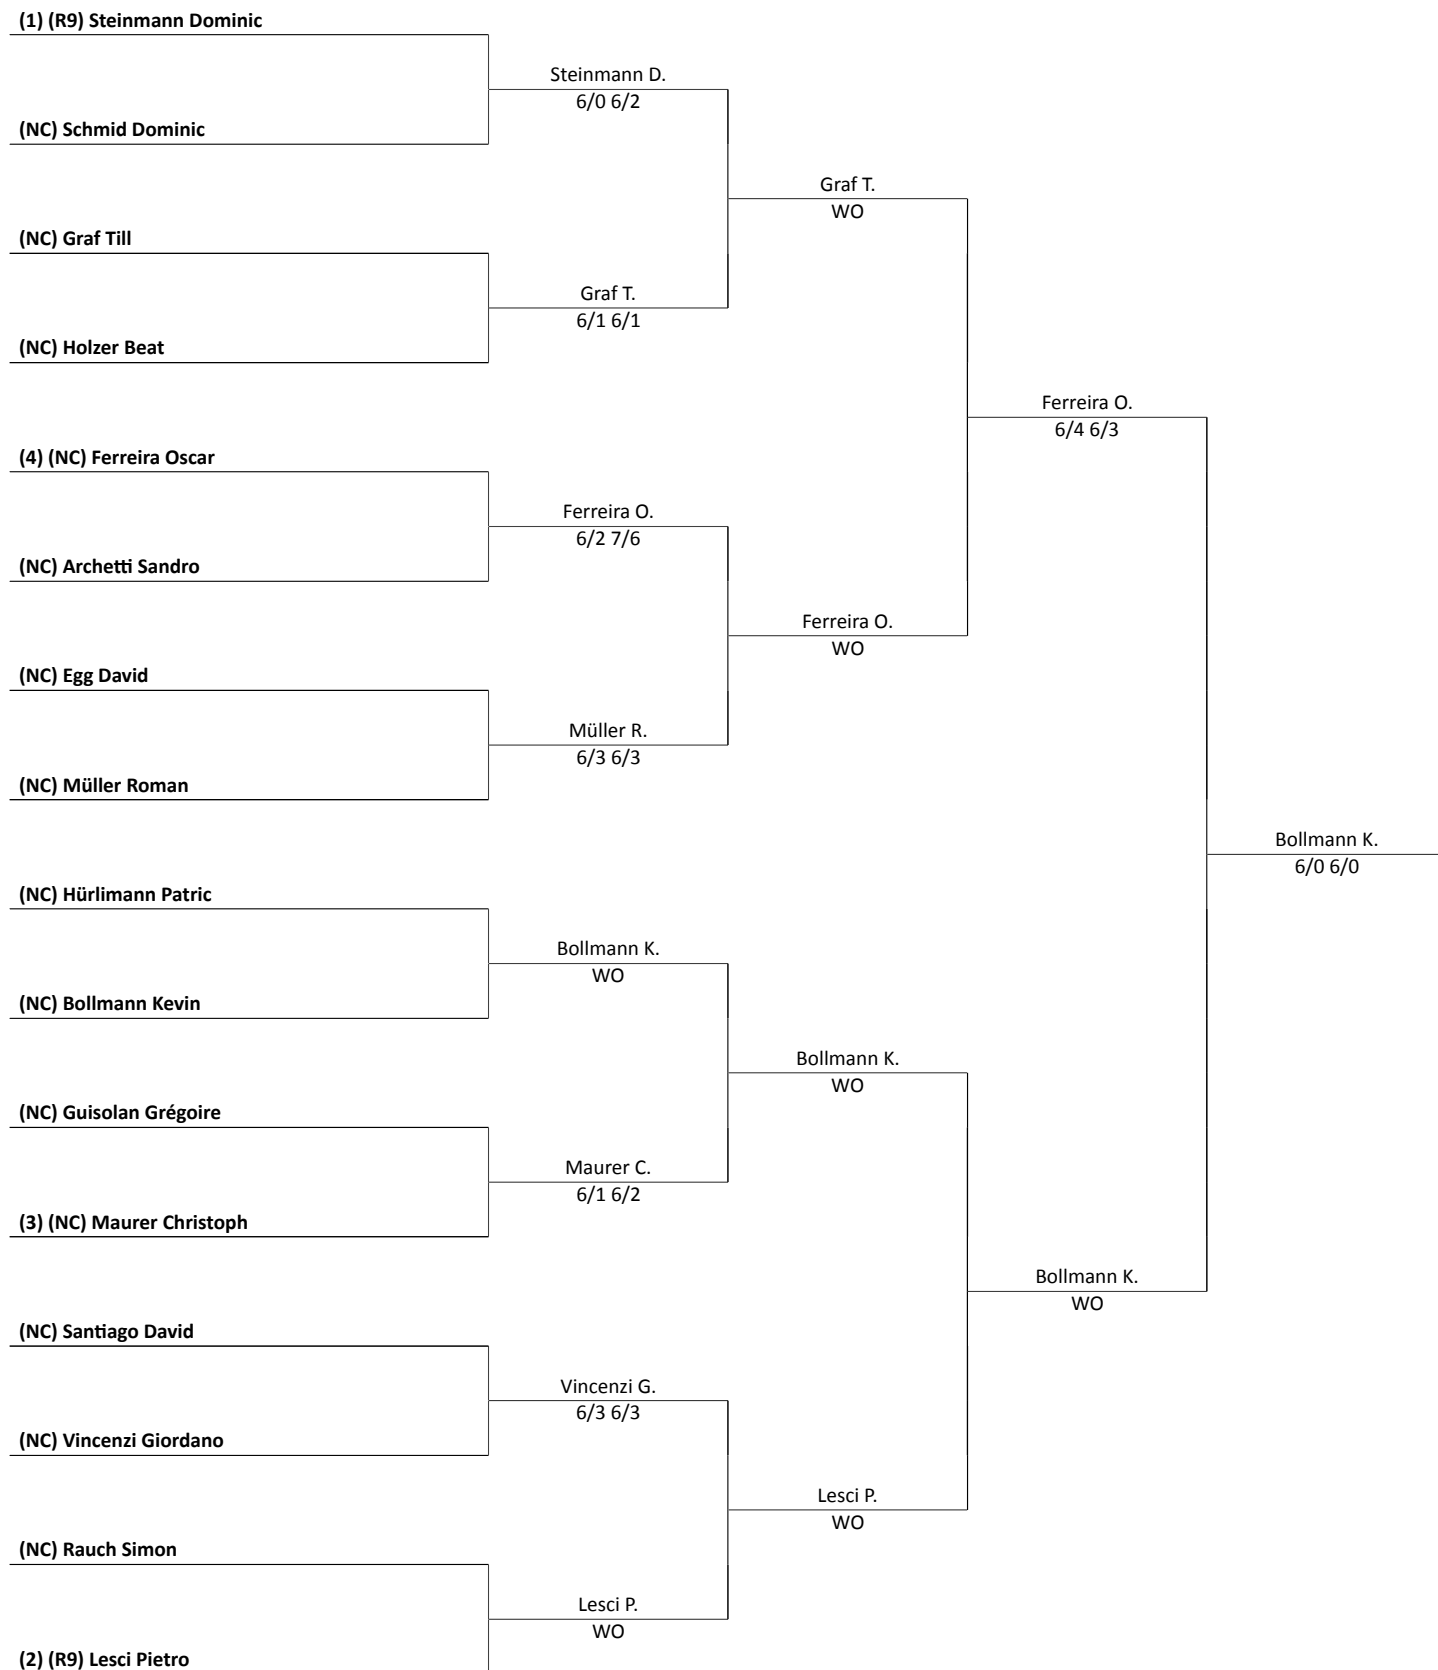 (1) (R9) Steinmann Dominic
Steinmann D.
6/0 6/2
(NC) Schmid Dominic
Graf T.
WO
(NC) Graf Till
Graf T.
6/1 6/1
(NC) Holzer Beat
Ferreira O.
6/4 6/3
(4) (NC) Ferreira Oscar
Ferreira O.
6/2 7/6
(NC) Archetti Sandro
Ferreira O.
WO
(NC) Egg David
Müller R.
6/3 6/3
(NC) Müller Roman
Bollmann K.
6/0 6/0
(NC) Hürlimann Patric
Bollmann K.
WO
(NC) Bollmann Kevin
Bollmann K.
WO
(NC) Guisolan Grégoire
Maurer C.
6/1 6/2
(3) (NC) Maurer Christoph
Bollmann K.
WO
(NC) Santiago David
Vincenzi G.
6/3 6/3
(NC) Vincenzi Giordano
Lesci P.
WO
(NC) Rauch Simon
Lesci P.
WO
(2) (R9) Lesci Pietro